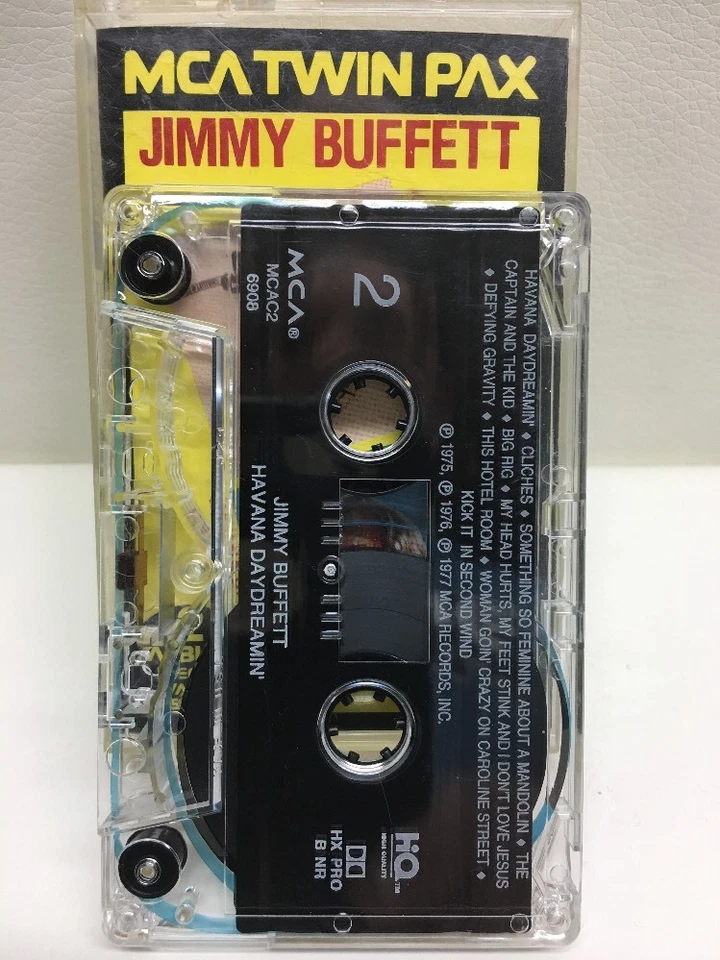 MCA TWIN PAX
JIMMY BUFFETT
HAVANA DAYDREAMIN' ◆ CLICHES ◆ SOMETHING SO FEMININE ABOUT A MANDOLIN ◆ THE
CAPTAIN AND THE KID ◆ BIG RIG ◆ MY HEAD HURTS, MY FEET STINK AND I DON'T LOVE JESUS
◆ DEFYING GRAVITY ◆ THIS HOTEL ROOM ◆ WOMAN GOIN' CRAZY ON CAROLINE STREET ◆
KICK IT IN SECOND WIND
℗ 1975, ℗ 1976, ℗ 1977 MCA RECORDS, INC.
2
MCA®
MCAC2
6908
JIMMY BUFFETT
HAVANA DAYDREAMIN'
HQ™
HIGH QUALITY
HX PRO
B NR